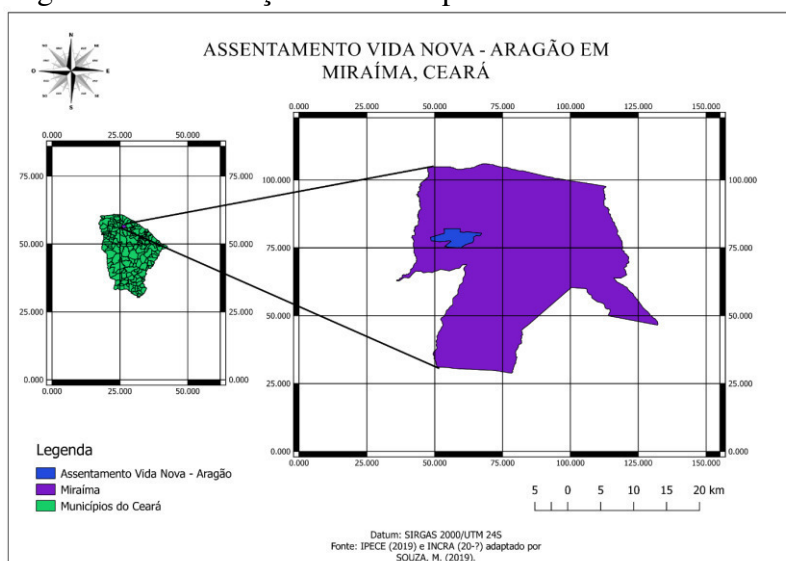 ASSENTAMENTO VIDA NOVA - ARAGÃO EM
MIRAÍMA, CEARÁ
N
O
E
S
0.000 25.000 50.000
75.000 75.000
50.000 50.000
25.000 25.000
0.000 0.000
0.000 25.000 50.000
0.000 25.000 50.000 75.000 100.000 125.000 150.000
100.000 100.000
75.000 75.000
50.000 50.000
25.000 25.000
0.000 0.000
0.000 25.000 50.000 75.000 100.000 125.000 150.000
Legenda
Assentamento Vida Nova - Aragão
Miraíma
Municípios do Ceará
5 0 5 10 15 20 km
Datum: SIRGAS 2000/UTM 24S
Fonte: IPECE (2019) e INCRA (20-?) adaptado por
SOUZA, M. (2019).